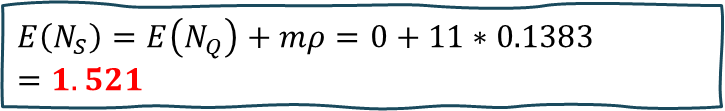 E(N_S) = E(N_Q) + mρ = 0 + 11 * 0.1383
= 1.521